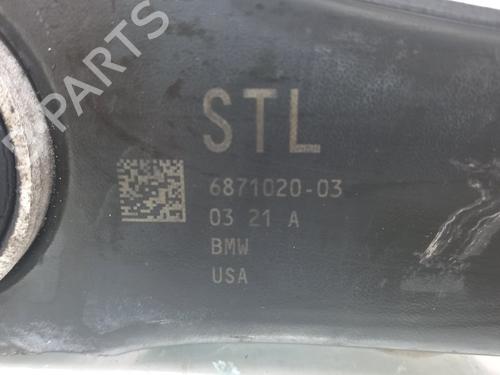 STL
6871020-03
03 21 A
BMW
USA
B-PARTS